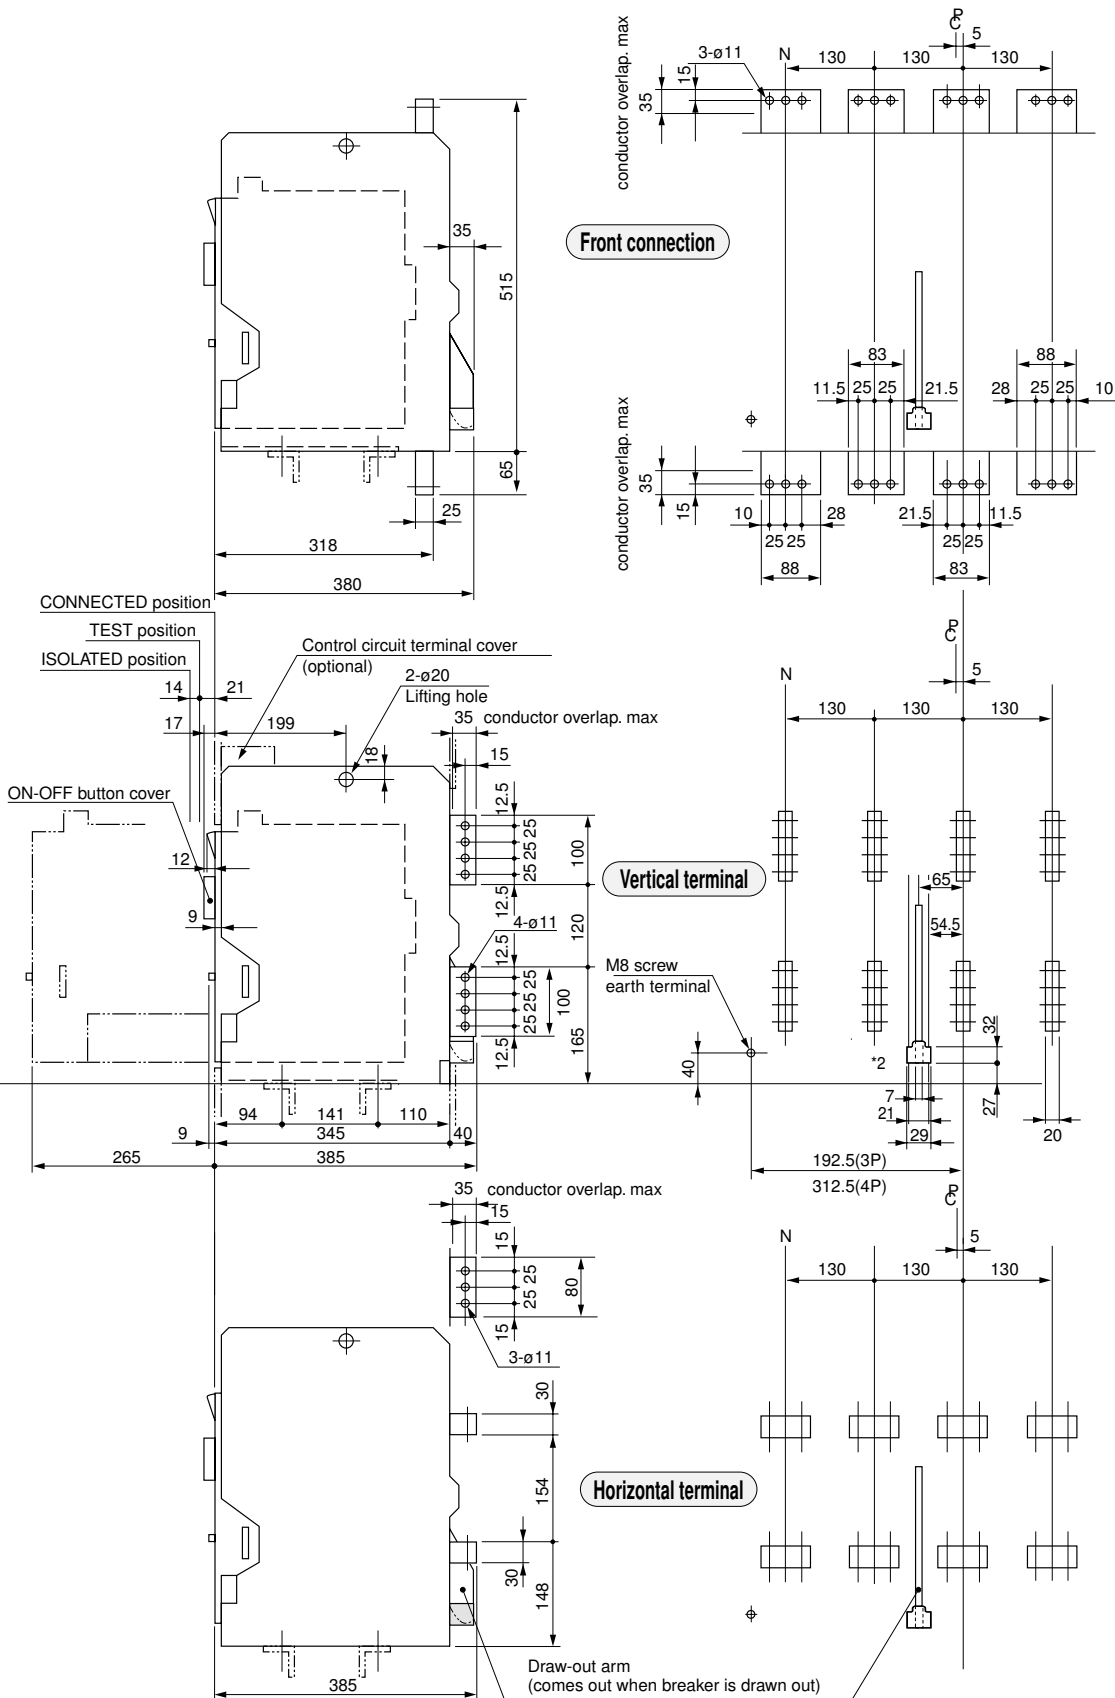 3-ø11
N
130
130
130
P
C
5
conductor overlap. max
15
35
Front connection
35
515
65
25
318
380
83
88
11.5
25
25
21.5
28
25
25
10
conductor overlap. max
35
15
10
28
21.5
11.5
25
25
25
25
88
83
CONNECTED position
TEST position
ISOLATED position
14
21
17
199
Control circuit terminal cover
(optional)
2-ø20
Lifting hole
18
35
conductor overlap. max
15
ON-OFF button cover
12
9
12.5
25
25
25
12.5
100
120
4-ø11
12.5
25
25
25
12.5
100
165
Vertical terminal
N
P
C
5
130
130
130
65
54.5
M8 screw
earth terminal
40
*2
32
27
7
21
29
20
192.5(3P)
312.5(4P)
94
141
110
9
345
40
265
385
35
conductor overlap. max
15
15
25
25
15
80
3-ø11
30
154
30
148
385
Horizontal terminal
N
P
C
5
130
130
130
Draw-out arm
(comes out when breaker is drawn out)